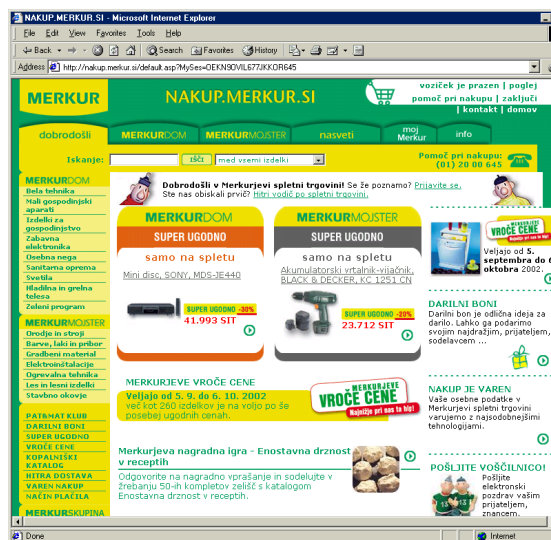 NAKUP.MERKUR.SI - Microsoft Internet Explorer
File Edit View Favorites Tools Help
Back Search Favorites History
Address http://nakup.merkur.si/default.asp?MySes=OEKN9OVIL677JKKOR645
MERKUR
NAKUP.MERKUR.SI
voziček je prazen | poglej
pomoč pri nakupu | zaključi
| kontakt | domov
dobrodošli MERKURDOM MERKURMOJSTER nasveti moj Merkur info
Iskanje: IŠČI med vsemi izdelki
Pomoč pri nakupu:
(01) 20 00 645
MERKURDOM
Bela tehnika
Mali gospodinjski
aparati
Izdelki za
gospodinjstvo
Zabavna
elektronika
Osebna nega
Sanitarna oprema
Svetila
Hladilna in grelna
telesa
Zeleni program
MERKURMOJSTER
Orodje in stroji
Barve, laki in pribor
Gradbeni material
Elektroinštalacije
Ogrevalna tehnika
Les in lesni izdelki
Stavbno okovje
PATEMAT KLUB
DARILNI BONI
SUPER UGODNO
VROČE CENE
KOPALNIŠKI
KATALOG
HITRA DOSTAVA
VAREN NAKUP
NAČIN PLAČILA
MERKURSKUPINA
Dobrodošli v Merkurjevi spletni trgovini! Se že poznamo? Prijavite se.
Ste nas obiskali prvič? Hitri vodič po spletni trgovini.
MERKURDOM
SUPER UGODNO
samo na spletu
Mini disc, SONY, MDS-JE440
SUPER UGODNO -30%
41.993 SIT
MERKURMOJSTER
SUPER UGODNO
samo na spletu
Akumulatorski vrtalnik-vijačnik,
BLACK & DECKER, KC 1251 CN
SUPER UGODNO -20%
23.712 SIT
MERKURJEVE VROČE CENE
Veljajo od 5. 9. do 6. 10. 2002
več kot 260 izdelkov je na voljo po še
posebej ugodnih cenah.
MERKURJEVE
VROČE CENE
Najnižje pri nas ta hip!
Merkurjeva nagradna igra - Enostavna drznost
v receptih
Odgovorite na nagradno vprašanje in sodelujte v
žrebanju 50-ih kompletov zelišč s katalogom
Enostavna drznost v receptih.
MERKURJEVE
VROČE CENE
Najnižje pri nas ta hip!
Veljajo od 5.
septembra do 6
oktobra 2002.
DARILNI BONI
Darilni bon je odlična ideja za
darilo. Lahko ga podarimo
svojim najdražjim, prijateljem,
sodelavcem ...
NAKUP JE VAREN
Vaše osebne podatke v
Merkurjevi spletni trgovini
varujemo z najsodobnejšimi
tehnologijami.
POŠLJITE VOŠČILNICO!
Pošljite
elektronski
pozdrav vašim
prijateljem,
znancem.
Done Internet